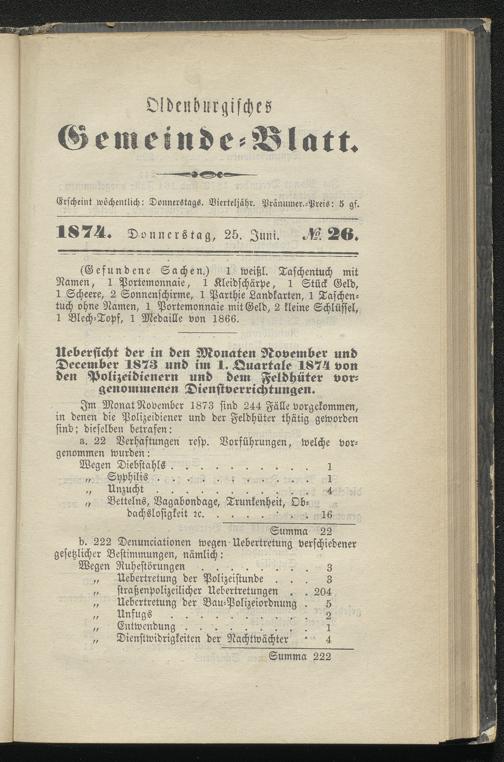 Oldenburgisches
Gemeinde-Blatt.
Erscheint wöchentlich: Donnerstags. Vierteljähr. Pränumer.-Preis: 5 gf.
1874. Donnerstag, 25. Juni. № 26.
(Gefundene Sachen.) 1 weißl. Taschentuch mit
Namen, 1 Portemonnaie, 1 Kleidschärpe, 1 Stück Geld,
1 Scheere, 2 Sonnenschirme, 1 Parthie Landkarten, 1 Taschen-
tuch ohne Namen, 1 Portemonnaie mit Geld, 2 kleine Schlüssel,
1 Blech-Topf, 1 Medaille von 1866.
Uebersicht der in den Monaten November und
December 1873 und im 1. Quartale 1874 von
den Polizeidienern und dem Feldhüter vor-
genommenen Dienstverrichtungen.
Im Monat November 1873 sind 244 Fälle vorgekommen,
in denen die Polizeidiener und der Feldhüter thätig geworden
sind; dieselben betrafen:
a. 22 Verhaftungen resp. Vorführungen, welche vor-
genommen wurden:
Wegen Diebstahls . . . . . . . . . . 1
„ Syphilis . . . . . . . . . . . 1
„ Unzucht . . . . . . . . . . . 4
„ Bettelns, Vagabondage, Trunkenheit, Ob-
dachslosigkeit ꝛc. . . . . . . . . 16
Summa 22
b. 222 Denunciationen wegen Uebertretung verschiedener
gesetzlicher Bestimmungen, nämlich:
Wegen Ruhestörungen . . . . . . . . . 3
„ Uebertretung der Polizeistunde . . . 3
„ straßenpolizeilicher Uebertretungen . . 204
„ Uebertretung der Bau-Polizeiordnung . 5
„ Unfugs . . . . . . . . . . . 2
„ Entwendung . . . . . . . . . 1
„ Dienstwidrigkeiten der Nachtwächter . 4
Summa 222